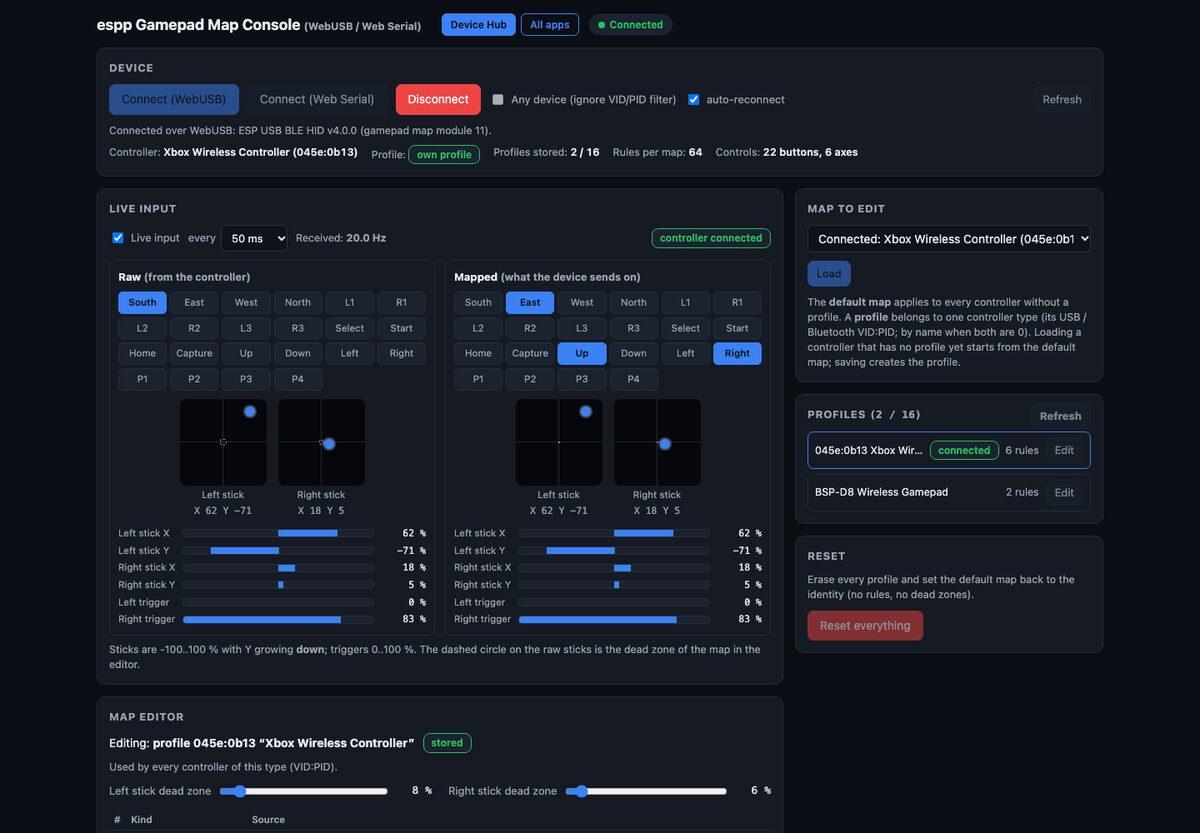 espp Gamepad Map Console (WebUSB / Web Serial) Device Hub All apps Connected
DEVICE
Connect (WebUSB) Connect (Web Serial) Disconnect Any device (ignore VID/PID filter) auto-reconnect Refresh
Connected over WebUSB: ESP USB BLE HID v4.0.0 (gamepad map module 11).
Controller: Xbox Wireless Controller (045e:0b13) Profile: own profile Profiles stored: 2 / 16 Rules per map: 64 Controls: 22 buttons, 6 axes
LIVE INPUT
Live input every 50 ms Received: 20.0 Hz controller connected
Raw (from the controller)
South East West North L1 R1
L2 R2 L3 R3 Select Start
Home Capture Up Down Left Right
P1 P2 P3 P4
Left stick Right stick
X 62 Y -71 X 18 Y 5
Left stick X 62 %
Left stick Y -71 %
Right stick X 18 %
Right stick Y 5 %
Left trigger 0 %
Right trigger 83 %
Mapped (what the device sends on)
South East West North L1 R1
L2 R2 L3 R3 Select Start
Home Capture Up Down Left Right
P1 P2 P3 P4
Left stick Right stick
X 62 Y -71 X 18 Y 5
Left stick X 62 %
Left stick Y -71 %
Right stick X 18 %
Right stick Y 5 %
Left trigger 0 %
Right trigger 83 %
Sticks are -100..100 % with Y growing down; triggers 0..100 %. The dashed circle on the raw sticks is the dead zone of the map in the
editor.
MAP EDITOR
Editing: profile 045e:0b13 “Xbox Wireless Controller” stored
Used by every controller of this type (VID:PID).
Left stick dead zone 8 % Right stick dead zone 6 %
# Kind Source
MAP TO EDIT
Connected: Xbox Wireless Controller (045e:0b1
Load
The default map applies to every controller without a
profile. A profile belongs to one controller type (its USB /
Bluetooth VID:PID; by name when both are 0). Loading a
controller that has no profile yet starts from the default
map; saving creates the profile.
PROFILES (2 / 16) Refresh
045e:0b13 Xbox Wir... connected 6 rules Edit
BSP-D8 Wireless Gamepad 2 rules Edit
RESET
Erase every profile and set the default map back to the
identity (no rules, no dead zones).
Reset everything